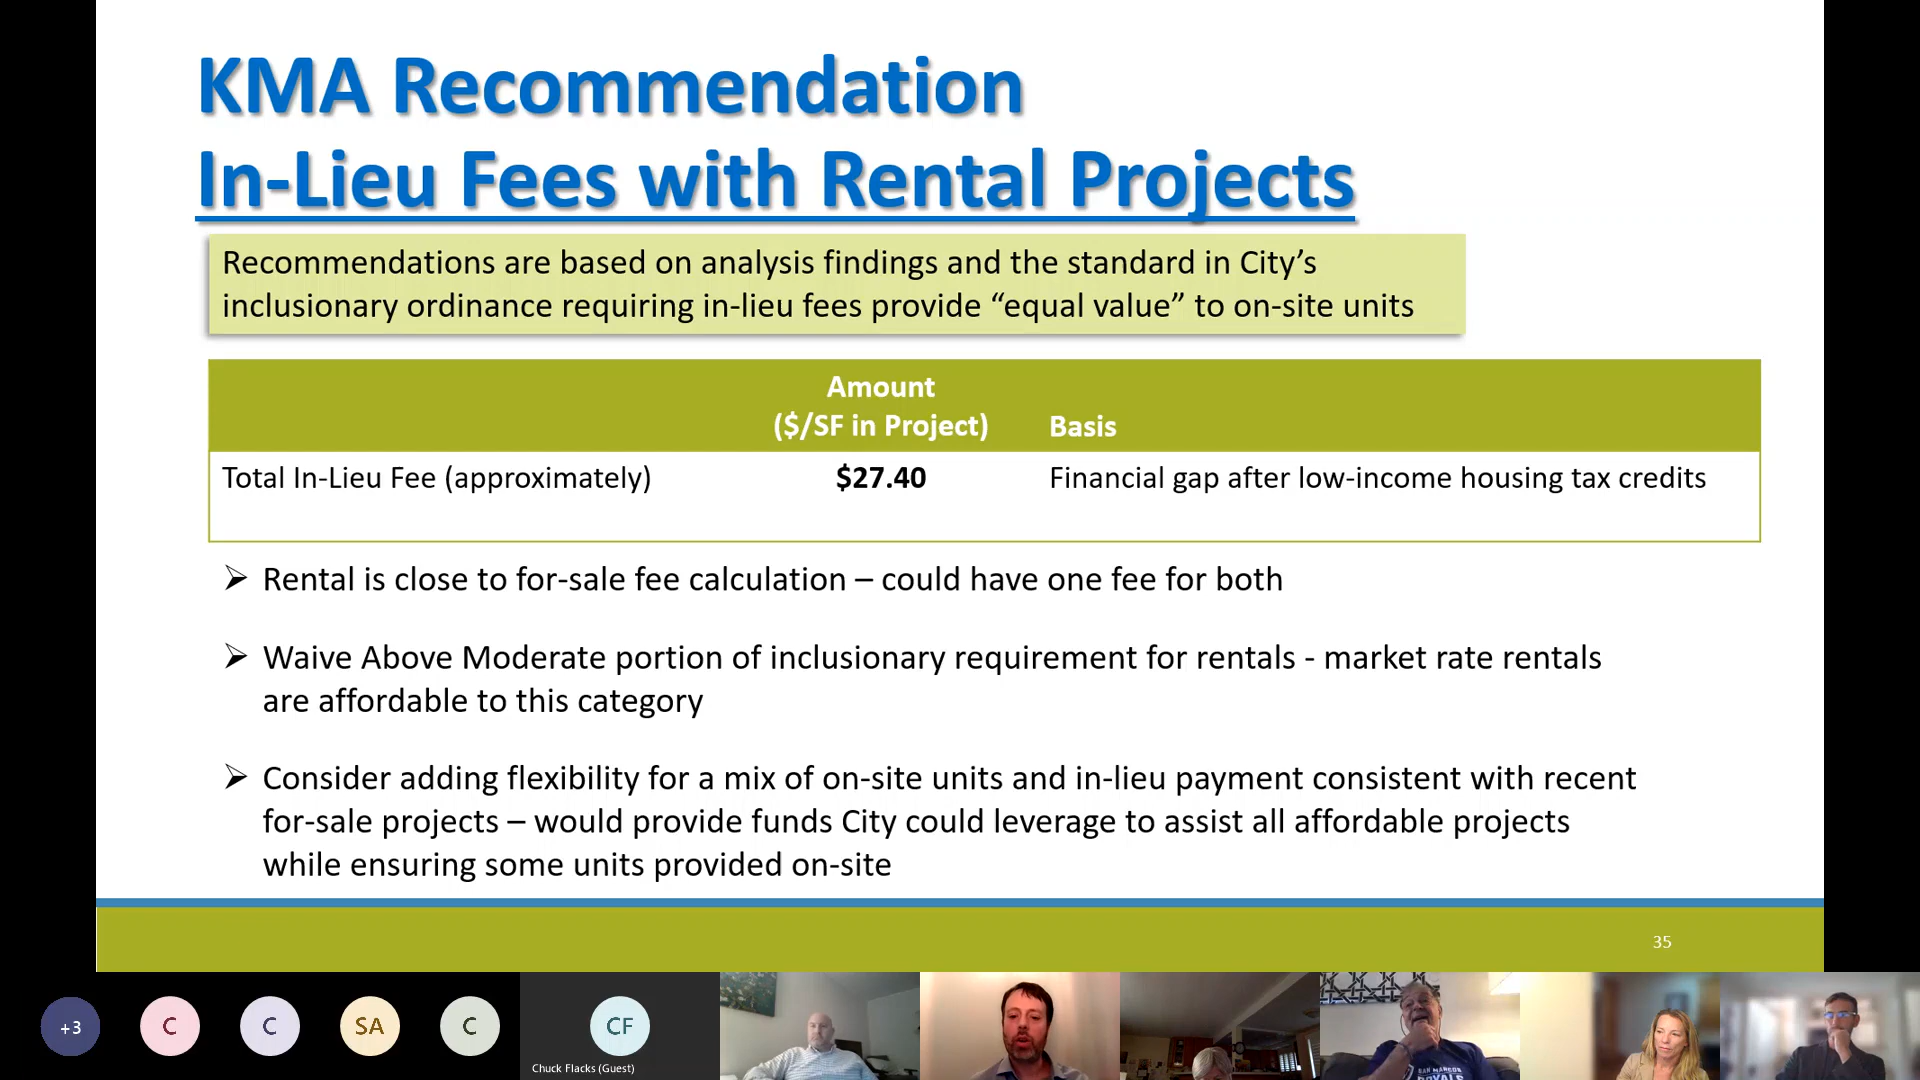 KMA Recommendation
In-Lieu Fees with Rental Projects
Recommendations are based on analysis findings and the standard in City’s
inclusionary ordinance requiring in-lieu fees provide “equal value” to on-site units
Amount
($/SF in Project)
Basis
Total In-Lieu Fee (approximately)
$27.40
Financial gap after low-income housing tax credits
➢ Rental is close to for-sale fee calculation – could have one fee for both
➢ Waive Above Moderate portion of inclusionary requirement for rentals - market rate rentals
are affordable to this category
➢ Consider adding flexibility for a mix of on-site units and in-lieu payment consistent with recent
for-sale projects – would provide funds City could leverage to assist all affordable projects
while ensuring some units provided on-site
35
+3
C
C
SA
C
CF
Chuck Flacks (Guest)
SAN MARCOS
ROYALS